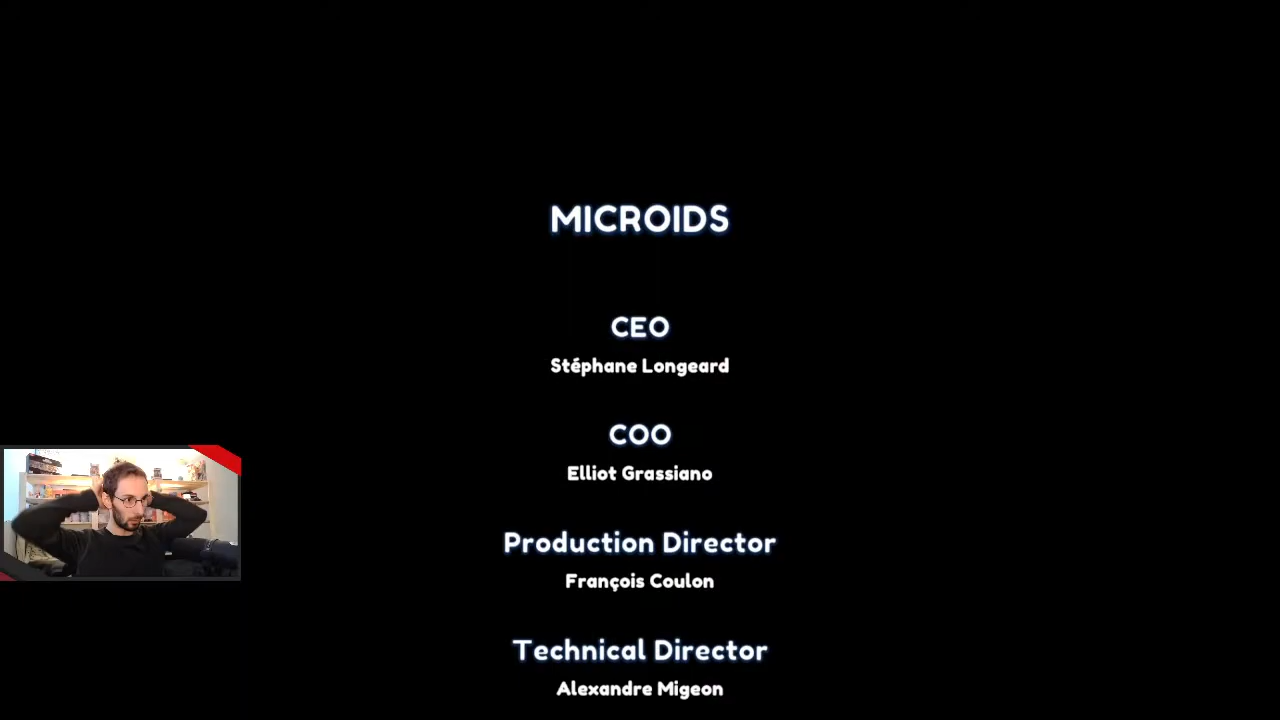 MICROIDS
CEO
Stéphane Longeard
COO
Elliot Grassiano
Production Director
François Coulon
Technical Director
Alexandre Migeon